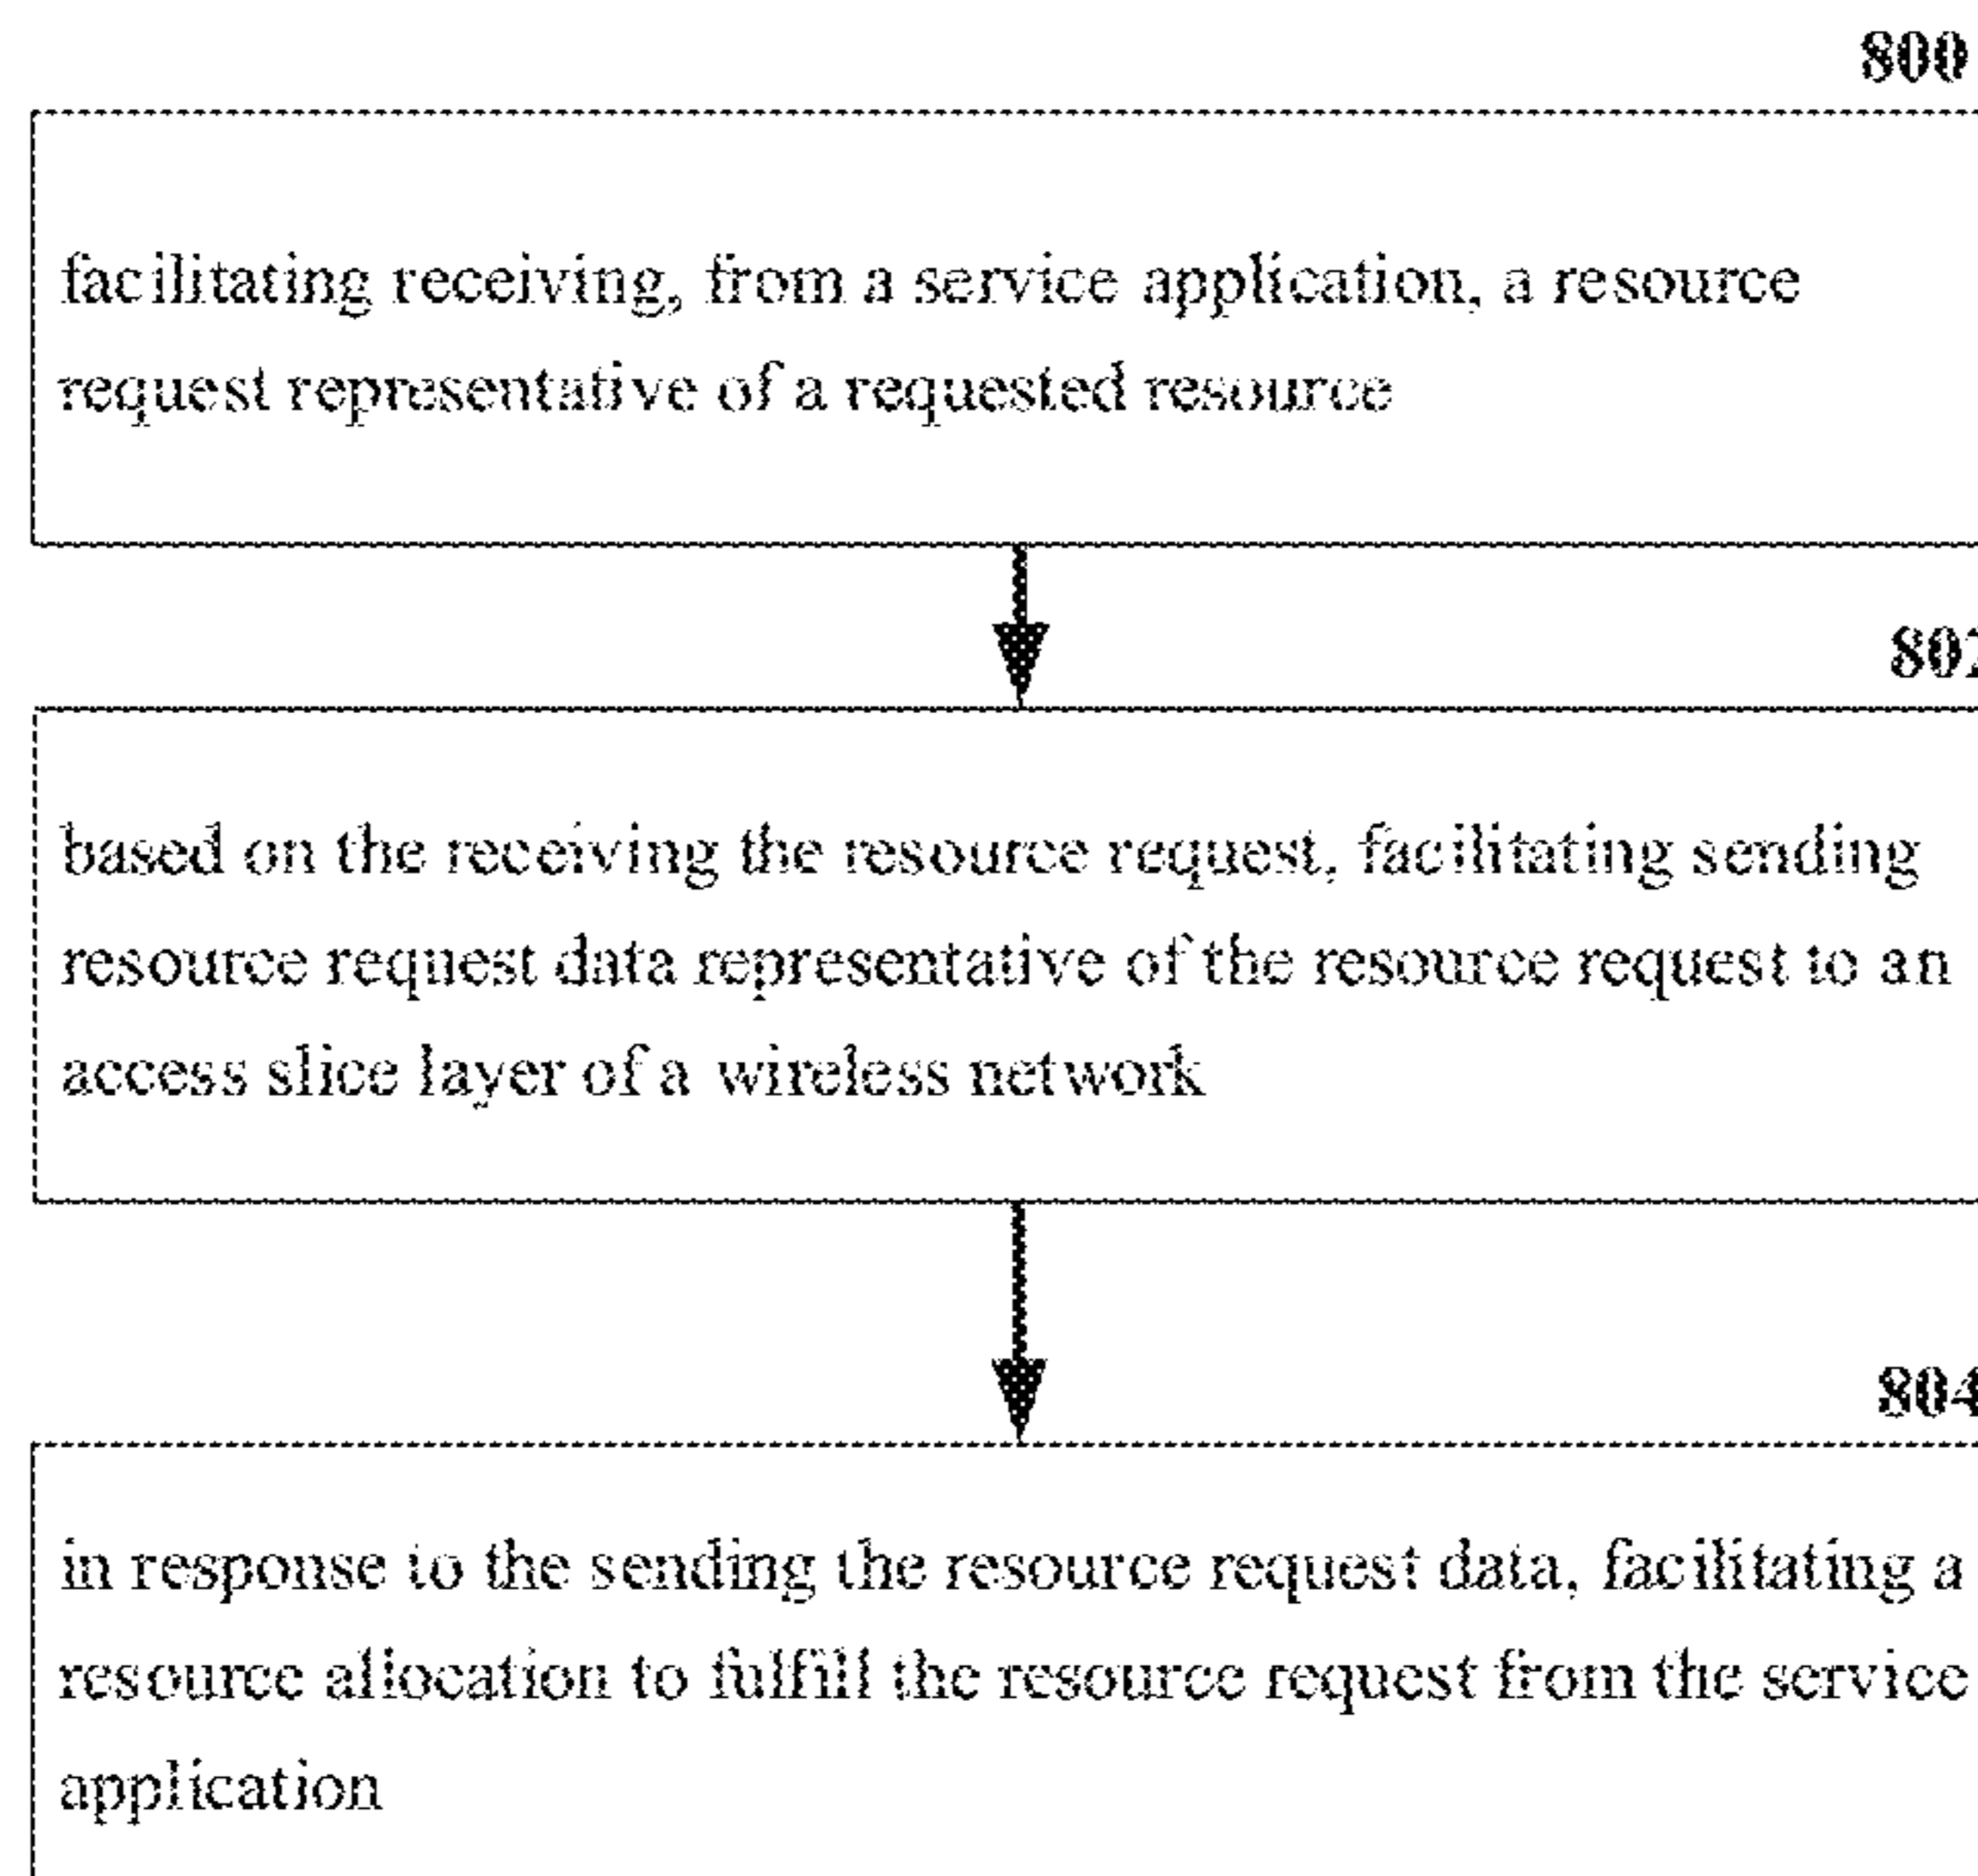 800
facilitating receiving, from a service application, a resource
request representative of a requested resource
802
based on the receiving the resource request, facilitating sending
resource request data representative of the resource request to an
access slice layer of a wireless network
804
in response to the sending the resource request data, facilitating a
resource allocation to fulfill the resource request from the service
application